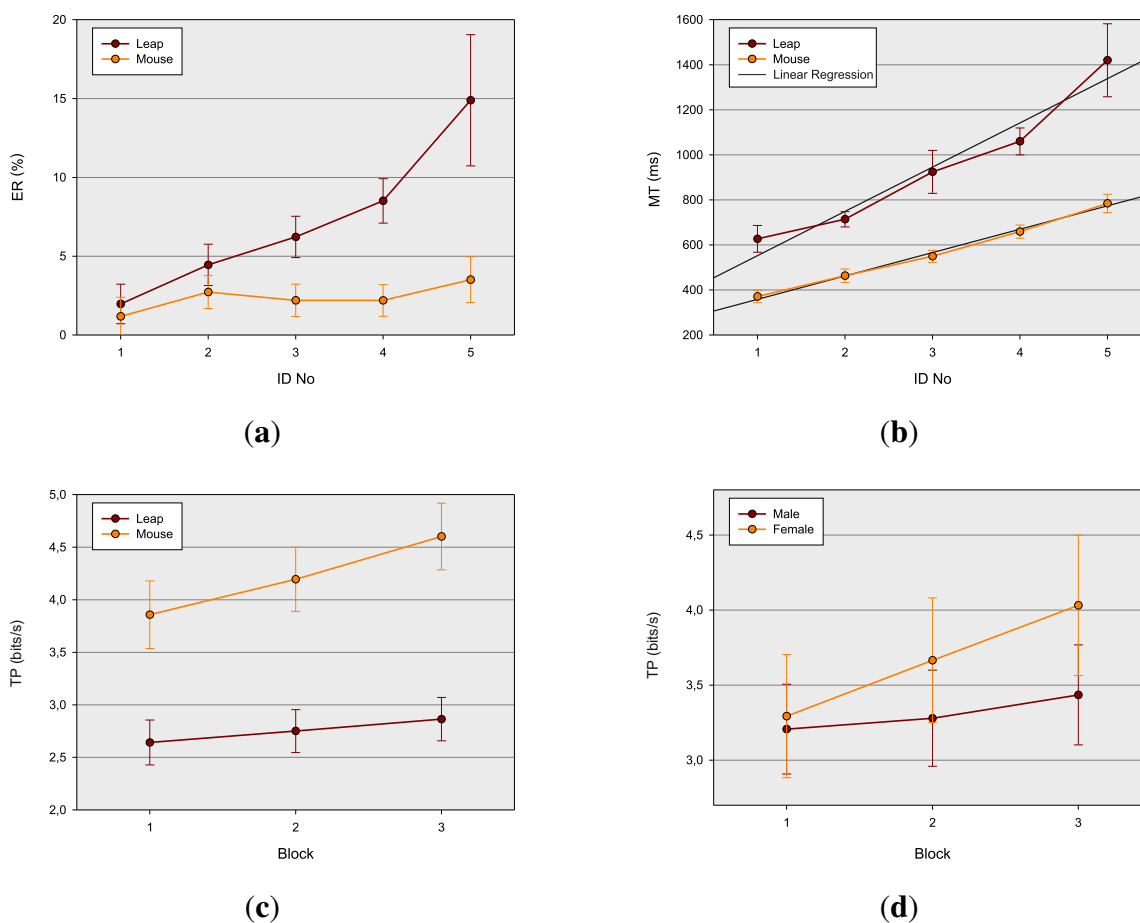 20
15
10
5
0
ER (%)
Leap
Mouse
1 2 3 4 5
ID No
(a)
1600
1400
1200
1000
800
600
400
200
MT (ms)
Leap
Mouse
Linear Regression
1 2 3 4 5
ID No
(b)
5,0
4,5
4,0
3,5
3,0
2,5
2,0
TP (bits/s)
Leap
Mouse
1 2 3
Block
(c)
4,5
4,0
3,5
3,0
TP (bits/s)
Male
Female
1 2 3
Block
(d)